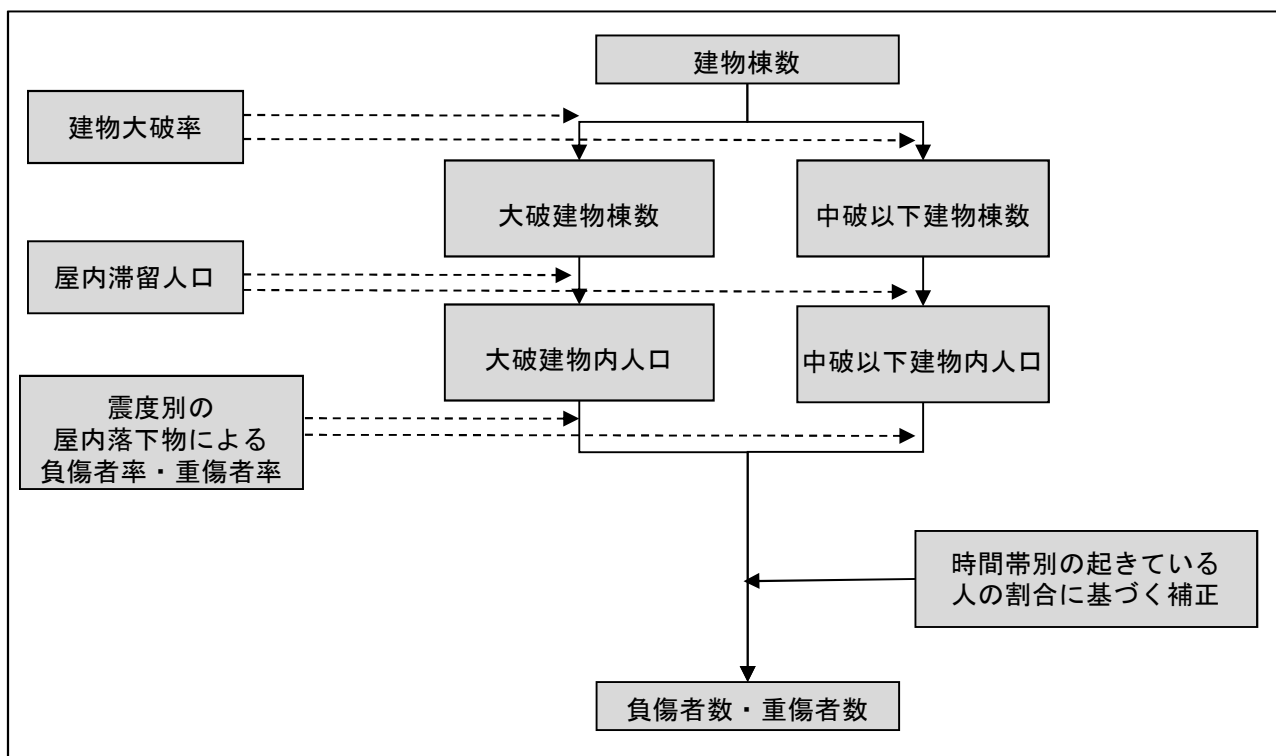 建物棟数
建物大破率
大破建物棟数
中破以下建物棟数
屋内滞留人口
大破建物内人口
中破以下建物内人口
震度別の
屋内落下物による
負傷者率・重傷者率
時間帯別の起きている
人の割合に基づく補正
負傷者数・重傷者数